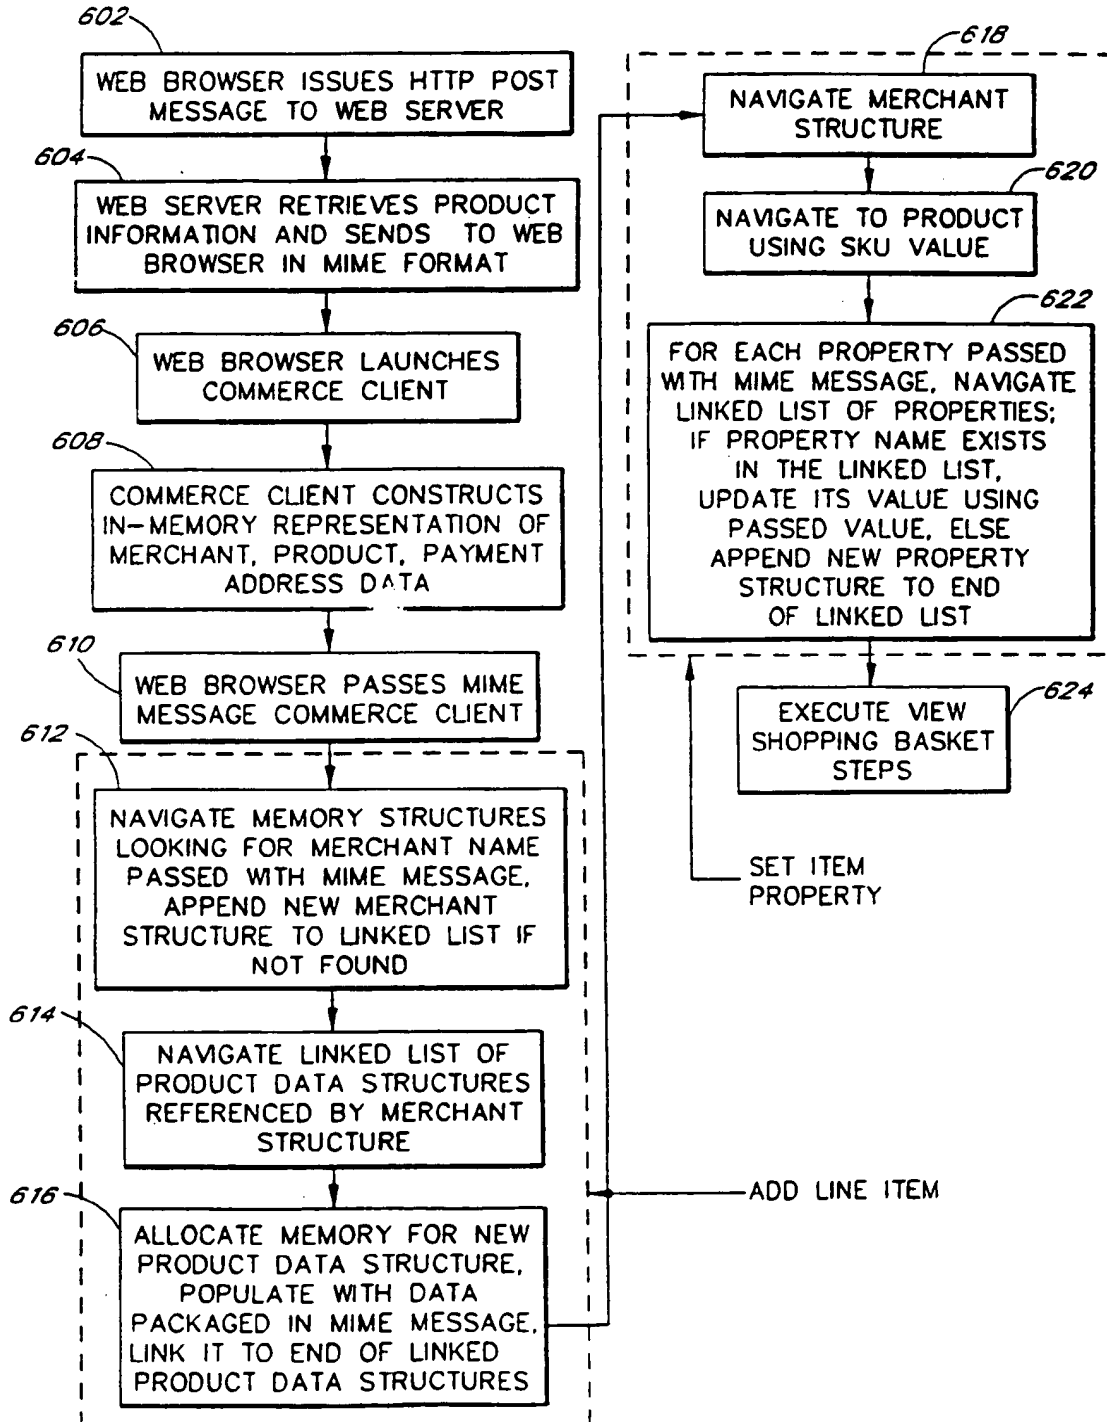 602
WEB BROWSER ISSUES HTTP POST
MESSAGE TO WEB SERVER
604
WEB SERVER RETRIEVES PRODUCT
INFORMATION AND SENDS TO WEB
BROWSER IN MIME FORMAT
606
WEB BROWSER LAUNCHES
COMMERCE CLIENT
608
COMMERCE CLIENT CONSTRUCTS
IN-MEMORY REPRESENTATION OF
MERCHANT, PRODUCT, PAYMENT
ADDRESS DATA
610
WEB BROWSER PASSES MIME
MESSAGE COMMERCE CLIENT
612
NAVIGATE MEMORY STRUCTURES
LOOKING FOR MERCHANT NAME
PASSED WITH MIME MESSAGE,
APPEND NEW MERCHANT
STRUCTURE TO LINKED LIST IF
NOT FOUND
614
NAVIGATE LINKED LIST OF
PRODUCT DATA STRUCTURES
REFERENCED BY MERCHANT
STRUCTURE
616
ALLOCATE MEMORY FOR NEW
PRODUCT DATA STRUCTURE,
POPULATE WITH DATA
PACKAGED IN MIME MESSAGE,
LINK IT TO END OF LINKED
PRODUCT DATA STRUCTURES
ADD LINE ITEM
618
NAVIGATE MERCHANT
STRUCTURE
620
NAVIGATE TO PRODUCT
USING SKU VALUE
622
FOR EACH PROPERTY PASSED
WITH MIME MESSAGE, NAVIGATE
LINKED LIST OF PROPERTIES;
IF PROPERTY NAME EXISTS
IN THE LINKED LIST,
UPDATE ITS VALUE USING
PASSED VALUE, ELSE
APPEND NEW PROPERTY
STRUCTURE TO END
OF LINKED LIST
624
EXECUTE VIEW
SHOPPING BASKET
STEPS
SET ITEM
PROPERTY